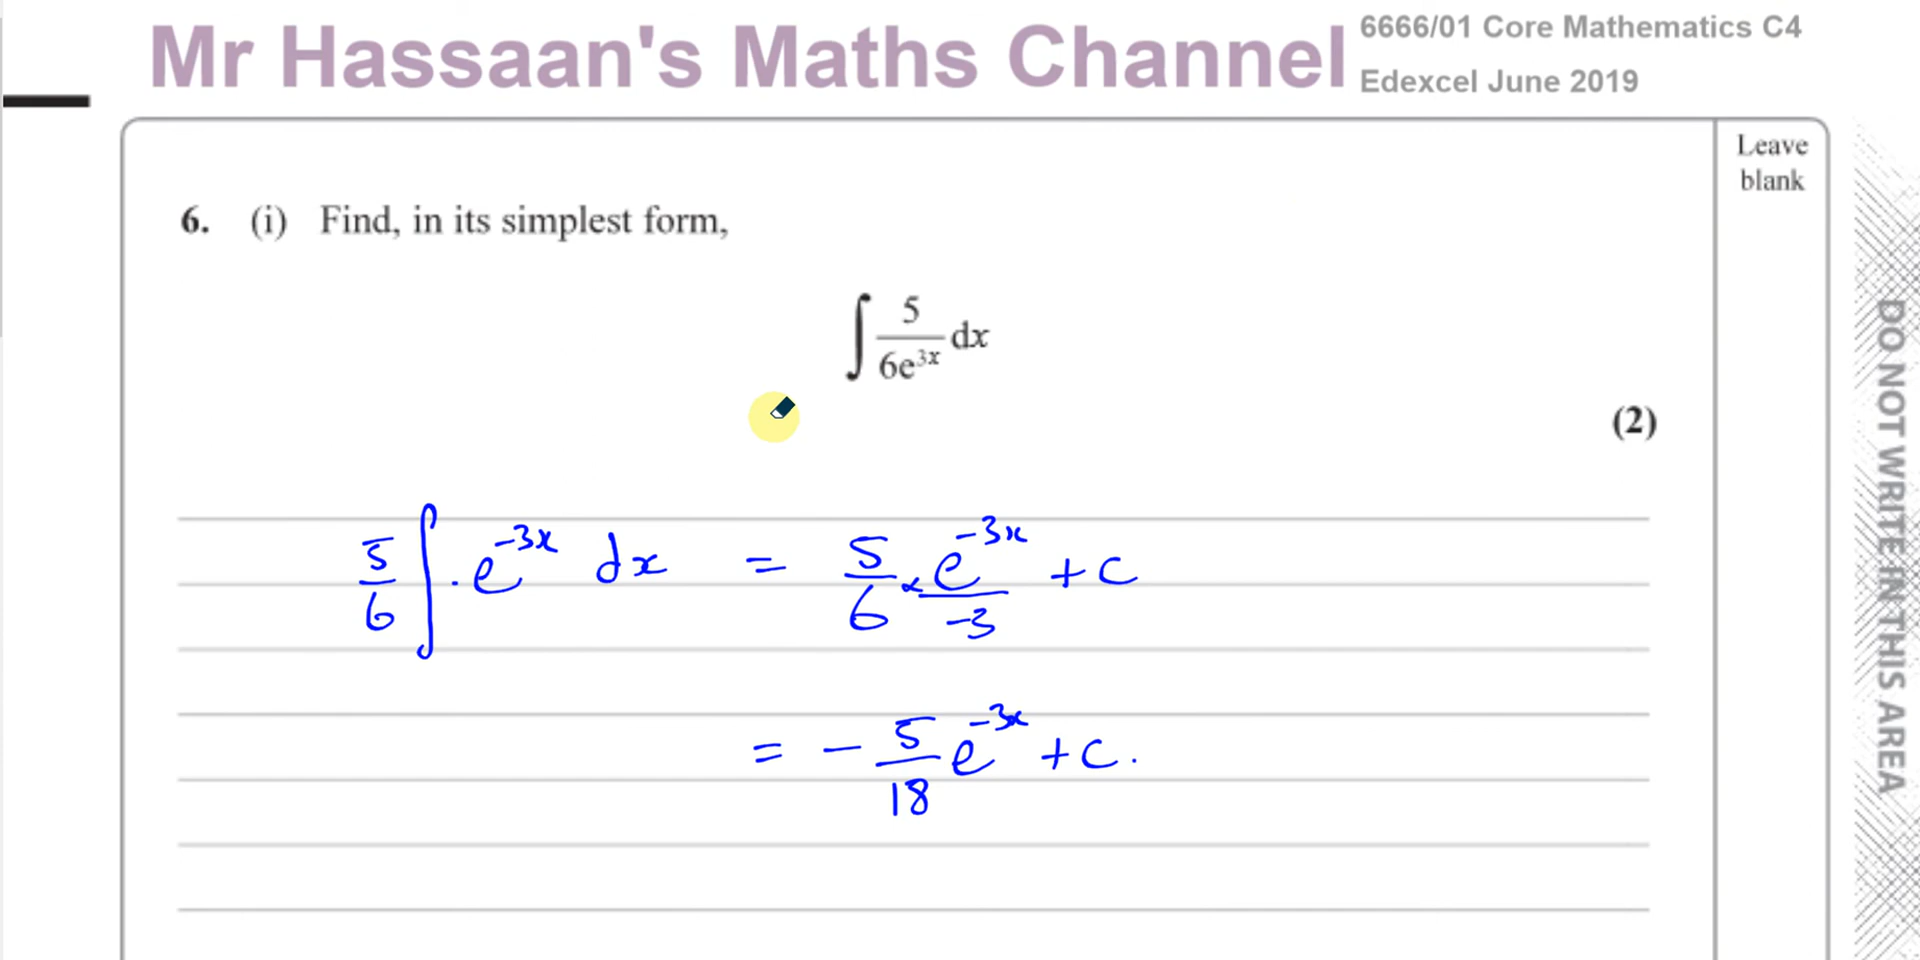 Mr Hassaan's Maths Channel
6666/01 Core Mathematics C4
Edexcel June 2019
Leave
blank
6. (i) Find, in its simplest form,
∫ 5/(6e^{3x}) dx
(2)
5/6 ∫ . e^{-3x} dx = 5/6 × e^{-3x}/-3 + c
= - 5/18 e^{-3x} + c.
DO NOT WRITE IN THIS AREA